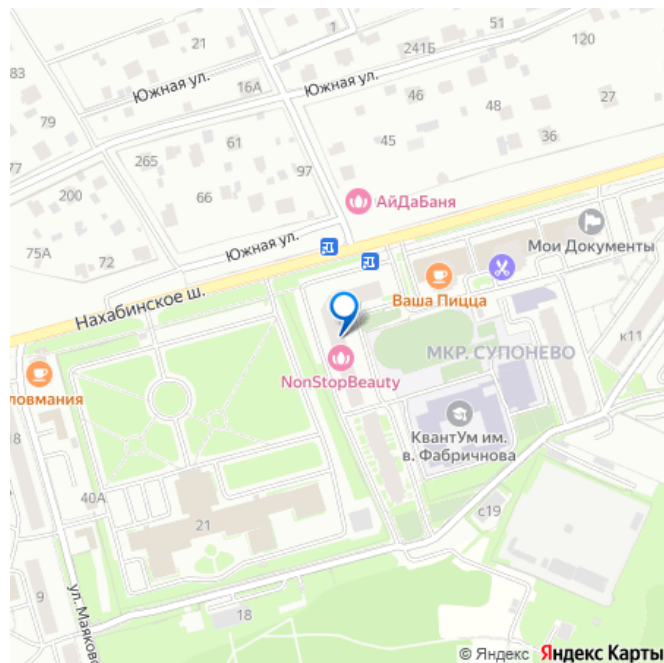 1
51
21
241Б
120
Южная ул.
83
Южная ул.
16А
46
48
27
79
61
45
36
77
265
97
200
66
АйДаБаня
75А
72
Южная ул.
Мои Документы
Нахабинское ш.
Ваша Пицца
к11
МКР. СУПОНЕВО
NonStopBeauty
ловмания
КвантУм им.
в. Фабричнова
18
40А
21
с19
9
18
ул. Маяков
© Яндекс Яндекс Карты